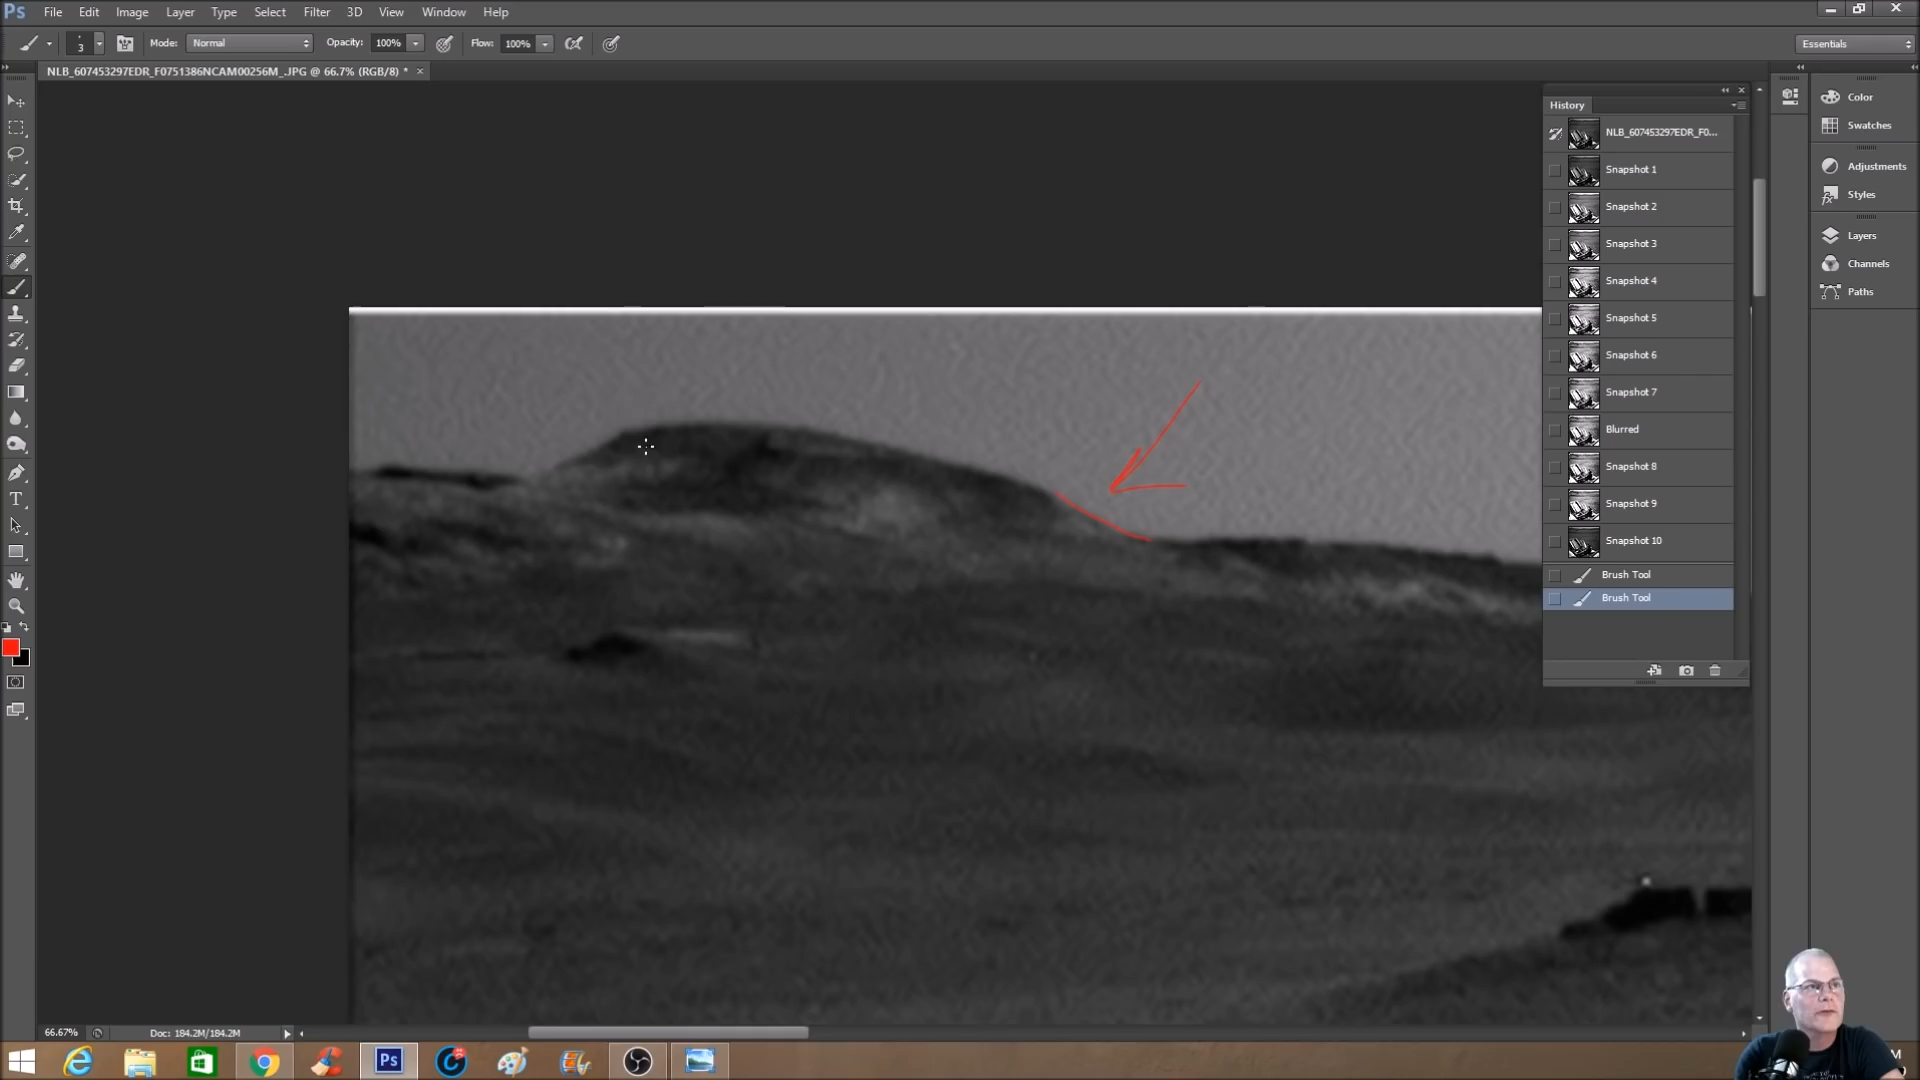 Ps File Edit Image Layer Type Select Filter 3D View Window Help
3 Mode: Normal Opacity: 100% Flow: 100% Essentials
NLB_607453297EDR_F0751386NCAM00256M_.JPG @ 66.7% (RGB/8) * ×
History
NLB_607453297EDR_F0...
Snapshot 1
Snapshot 2
Snapshot 3
Snapshot 4
Snapshot 5
Snapshot 6
Snapshot 7
Blurred
Snapshot 8
Snapshot 9
Snapshot 10
Brush Tool
Brush Tool
Color
Swatches
Adjustments
Styles
Layers
Channels
Paths
66.67% Doc: 184.2M/184.2M
Ps